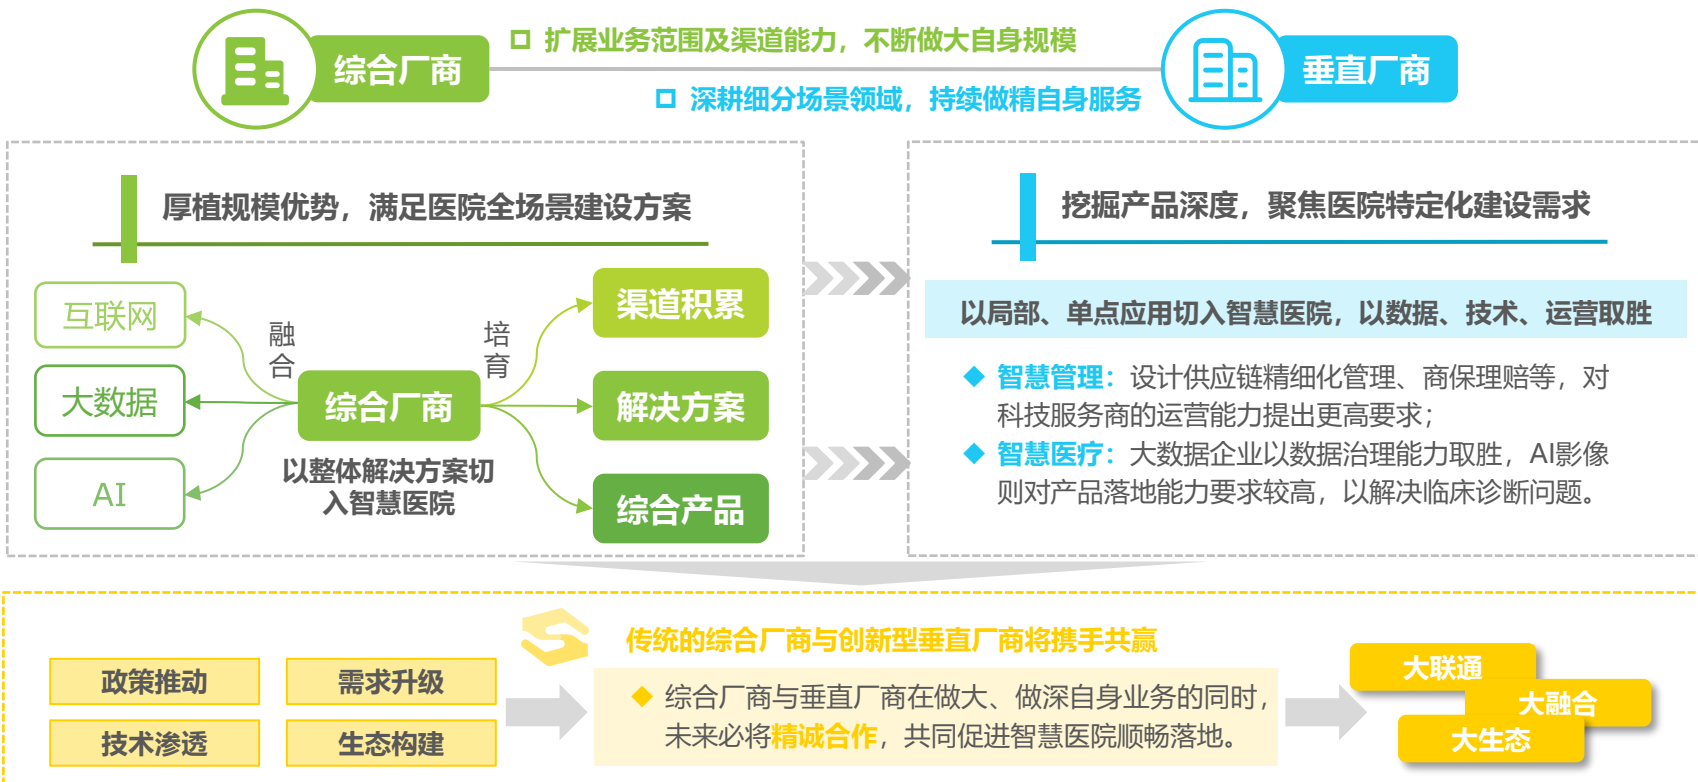 综合厂商
扩展业务范围及渠道能力，不断做大自身规模
深耕细分场景领域，持续做精自身服务
垂直厂商
厚植规模优势，满足医院全场景建设方案
互联网
大数据
AI
融
合
综合厂商
以整体解决方案切
入智慧医院
培
育
渠道积累
解决方案
综合产品
挖掘产品深度，聚焦医院特定化建设需求
以局部、单点应用切入智慧医院，以数据、技术、运营取胜
智慧管理：设计供应链精细化管理、商保理赔等，对
科技服务商的运营能力提出更高要求；
智慧医疗：大数据企业以数据治理能力取胜，AI影像
则对产品落地能力要求较高，以解决临床诊断问题。
政策推动
需求升级
技术渗透
生态构建
传统的综合厂商与创新型垂直厂商将携手共赢
综合厂商与垂直厂商在做大、做深自身业务的同时，
未来必将精诚合作，共同促进智慧医院顺畅落地。
大联通
大融合
大生态